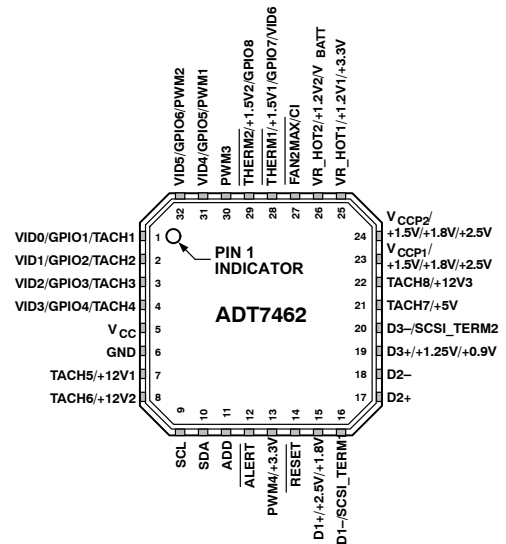 VID5/GPIO6/PWM2
VID4/GPIO5/PWM1
PWM3
THERM2/+1.5V2/GPIO8
THERM1/+1.5V1/GPIO7/VID6
FAN2MAX/CI
VR_HOT2/+1.2V2/VBATT
VR_HOT1/+1.2V1/+3.3V
32
31
30
29
28
27
26
25
VID0/GPIO1/TACH1
1
VID1/GPIO2/TACH2
2
VID2/GPIO3/TACH3
3
VID3/GPIO4/TACH4
4
VCC
5
GND
6
TACH5/+12V1
7
TACH6/+12V2
8
PIN 1
INDICATOR
ADT7462
24
VCCP2/
+1.5V/+1.8V/+2.5V
23
VCCP1/
+1.5V/+1.8V/+2.5V
22
TACH8/+12V3
21
TACH7/+5V
20
D3–/SCSI_TERM2
19
D3+/+1.25V/+0.9V
18
D2–
17
D2+
9
10
11
12
13
14
15
16
SCL
SDA
ADD
ALERT
PWM4/+3.3V
RESET
D1+/+2.5V/+1.8V
D1–/SCSI_TERM1